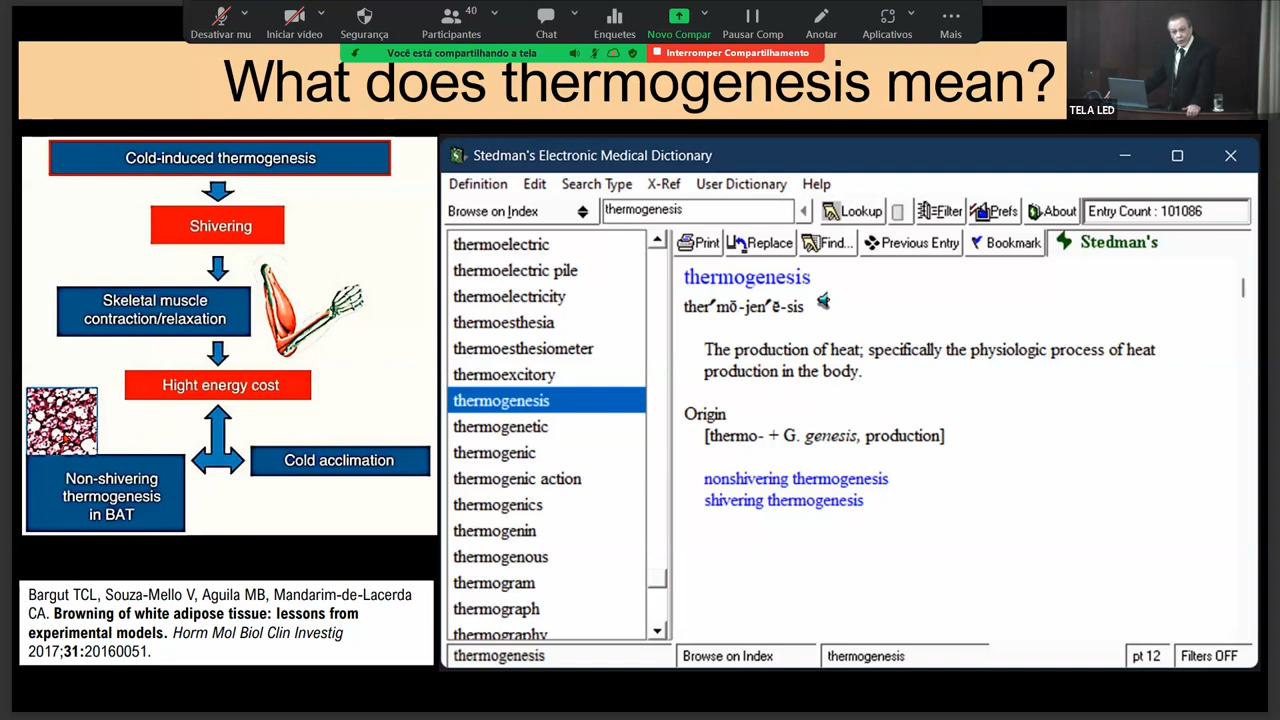 Desativar mu
Iniciar vídeo
Segurança
Participantes
40
Chat
Enquetes
Novo Compar
Pausar Comp
Anotar
Aplicativos
Mais
Você está compartilhando a tela
Interromper Compartilhamento
What does thermogenesis mean?
TELA LED
Cold-induced thermogenesis
Shivering
Skeletal muscle
contraction/relaxation
Hight energy cost
Cold acclimation
Non-shivering
thermogenesis
in BAT
Bargut TCL, Souza-Mello V, Aguila MB, Mandarim-de-Lacerda
CA. Browning of white adipose tissue: lessons from
experimental models. Horm Mol Biol Clin Investig
2017;31:20160051.
Stedman's Electronic Medical Dictionary
Definition Edit Search Type X-Ref User Dictionary Help
Browse on Index thermogenesis Lookup Filter Prefs About Entry Count : 101086
Print Replace Find... Previous Entry Bookmark Stedman's
thermoelectric
thermoelectric pile
thermoelectricity
thermoesthesia
thermoesthesiometer
thermoexcitory
thermogenesis
thermogenetic
thermogenic
thermogenic action
thermogenics
thermogenin
thermogenous
thermogram
thermograph
thermography
thermogenesis
ther′mō-jen′ĕ-sis
The production of heat; specifically the physiologic process of heat
production in the body.
Origin
[thermo- + G. genesis, production]
nonshivering thermogenesis
shivering thermogenesis
thermogenesis Browse on Index thermogenesis pt 12 Filters OFF